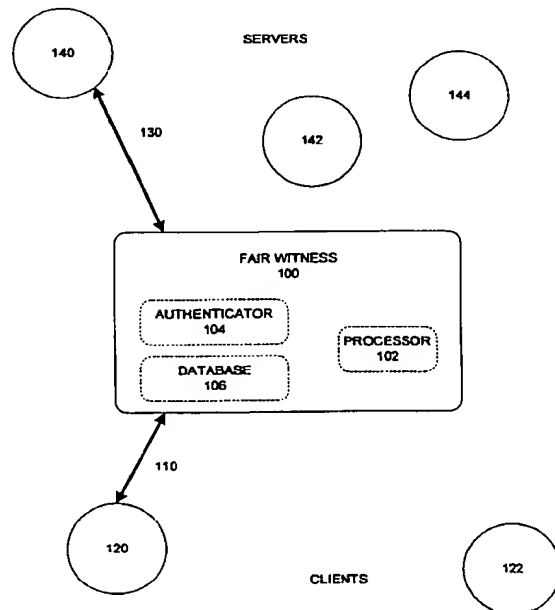 SERVERS
140
144
130
142
FAIR WITNESS
100
AUTHENTICATOR
104
PROCESSOR
102
DATABASE
106
110
120
122
CLIENTS